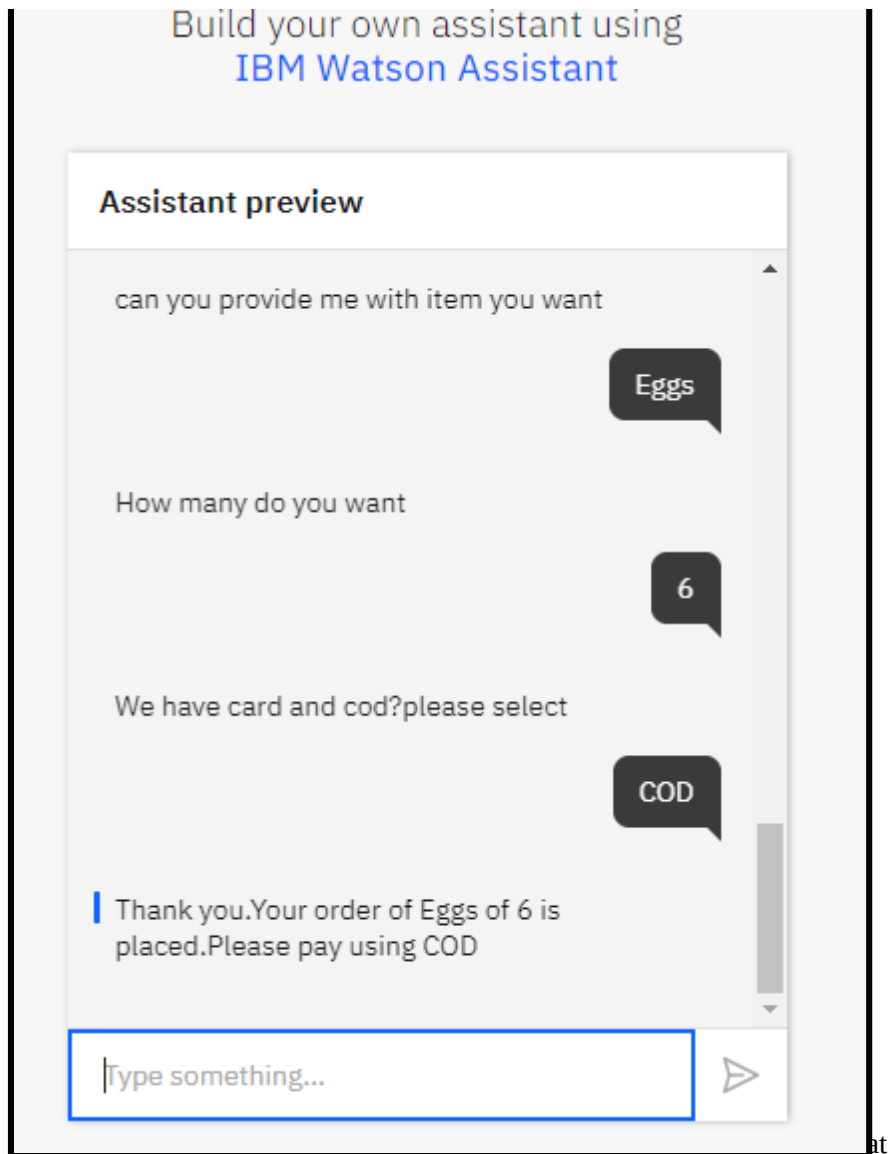 Build your own assistant using
IBM Watson Assistant
Assistant preview
can you provide me with item you want
Eggs
How many do you want
6
We have card and cod?please select
COD
Thank you.Your order of Eggs of 6 is
placed.Please pay using COD
Type something...
at